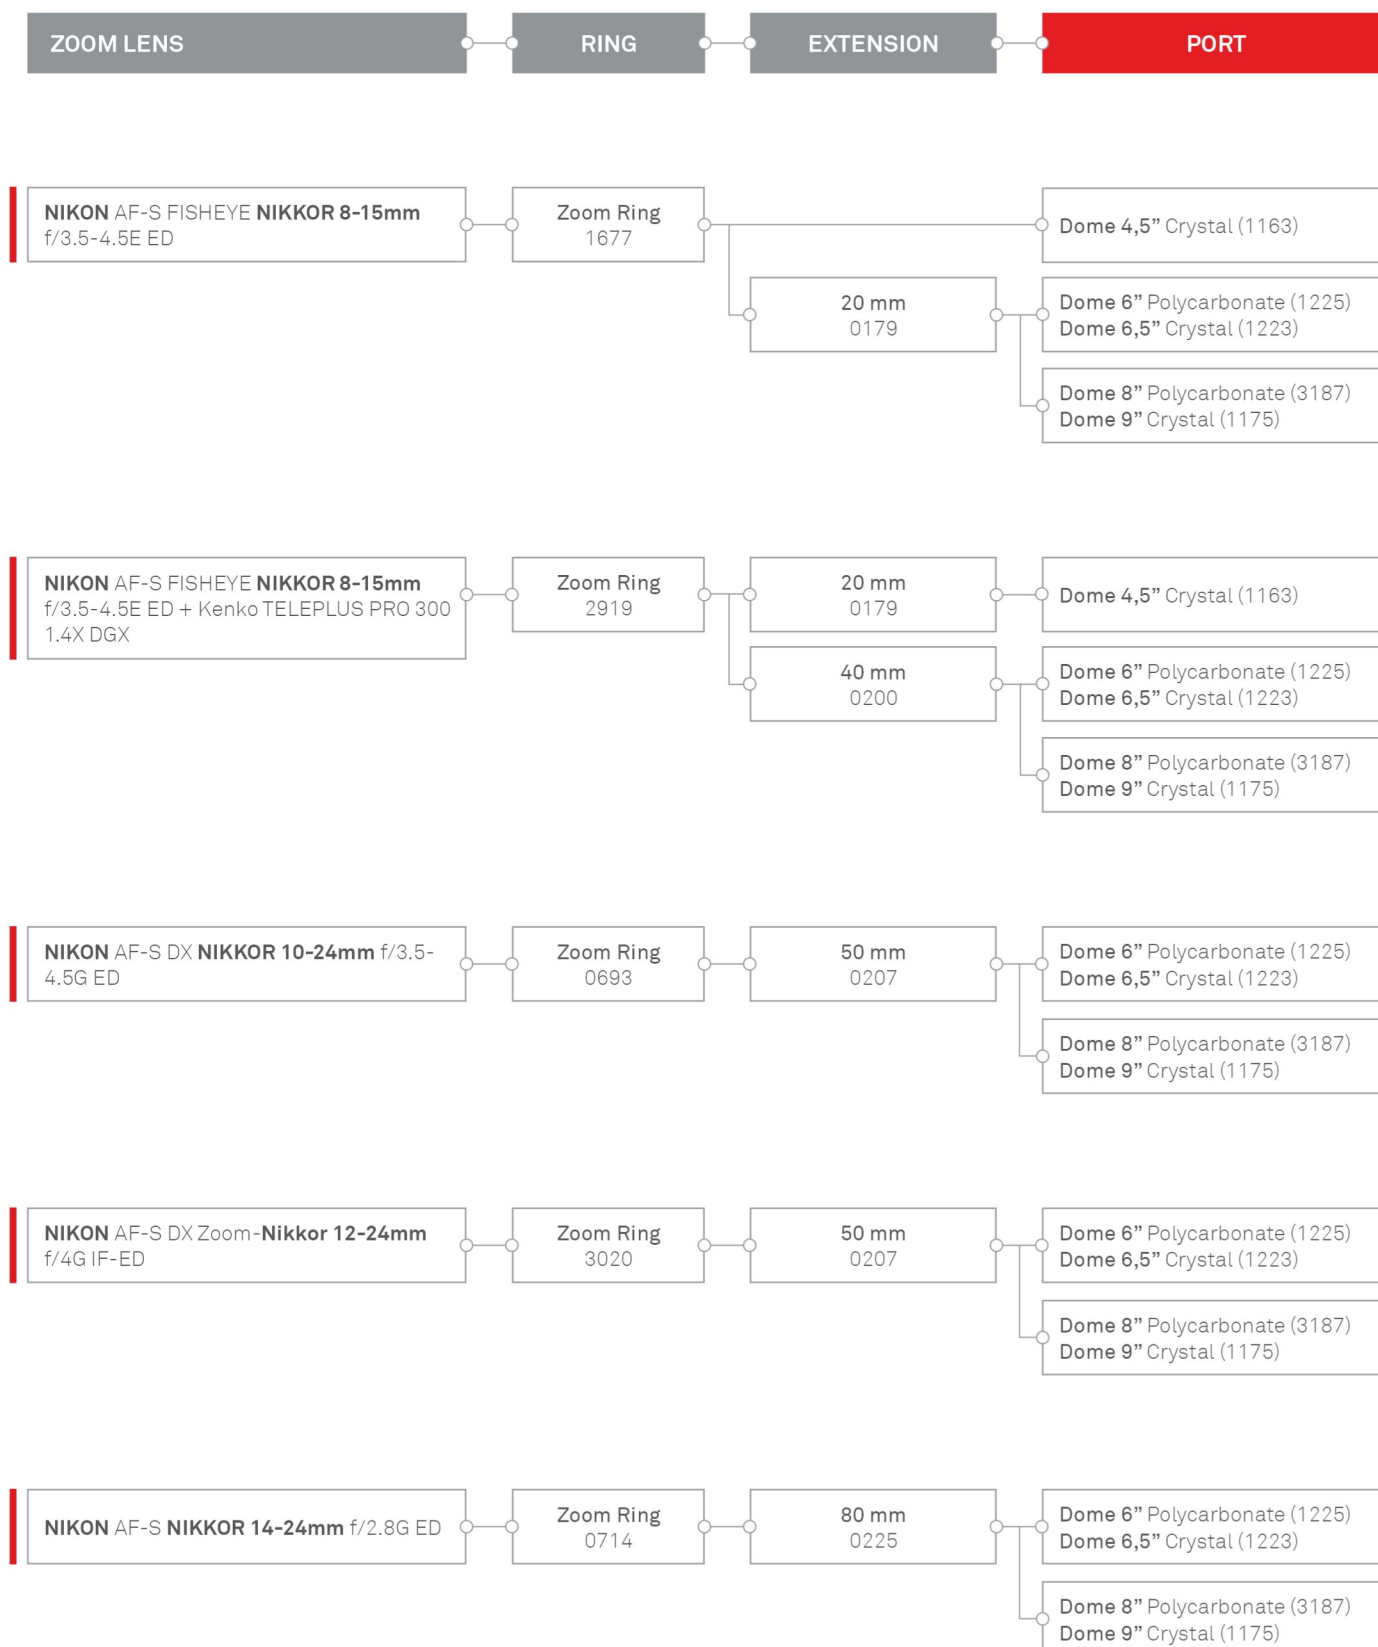 ZOOM LENS
RING
EXTENSION
PORT
NIKON AF-S FISHEYE NIKKOR 8-15mm
f/3.5-4.5E ED
Zoom Ring
1677
Dome 4,5” Crystal (1163)
20 mm
0179
Dome 6” Polycarbonate (1225)
Dome 6,5” Crystal (1223)
Dome 8” Polycarbonate (3187)
Dome 9” Crystal (1175)
NIKON AF-S FISHEYE NIKKOR 8-15mm
f/3.5-4.5E ED + Kenko TELEPLUS PRO 300
1.4X DGX
Zoom Ring
2919
20 mm
0179
Dome 4,5” Crystal (1163)
40 mm
0200
Dome 6” Polycarbonate (1225)
Dome 6,5” Crystal (1223)
Dome 8” Polycarbonate (3187)
Dome 9” Crystal (1175)
NIKON AF-S DX NIKKOR 10-24mm f/3.5-
4.5G ED
Zoom Ring
0693
50 mm
0207
Dome 6” Polycarbonate (1225)
Dome 6,5” Crystal (1223)
Dome 8” Polycarbonate (3187)
Dome 9” Crystal (1175)
NIKON AF-S DX Zoom-Nikkor 12-24mm
f/4G IF-ED
Zoom Ring
3020
50 mm
0207
Dome 6” Polycarbonate (1225)
Dome 6,5” Crystal (1223)
Dome 8” Polycarbonate (3187)
Dome 9” Crystal (1175)
NIKON AF-S NIKKOR 14-24mm f/2.8G ED
Zoom Ring
0714
80 mm
0225
Dome 6” Polycarbonate (1225)
Dome 6,5” Crystal (1223)
Dome 8” Polycarbonate (3187)
Dome 9” Crystal (1175)